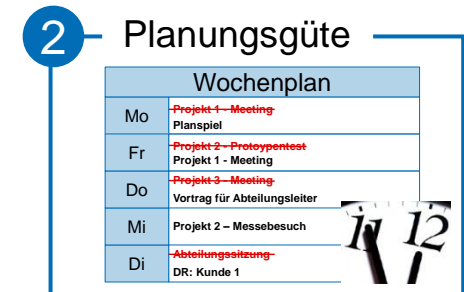 2
Planungsgüte
Wochenplan
Mo
Projekt 1 - Meeting
Planspiel
Fr
Projekt 2 - Protoypentest
Projekt 1 - Meeting
Do
Projekt 3 - Meeting
Vortrag für Abteilungsleiter
Mi
Projekt 2 – Messebesuch
Di
Abteilungssitzung
DR: Kunde 1
11 12